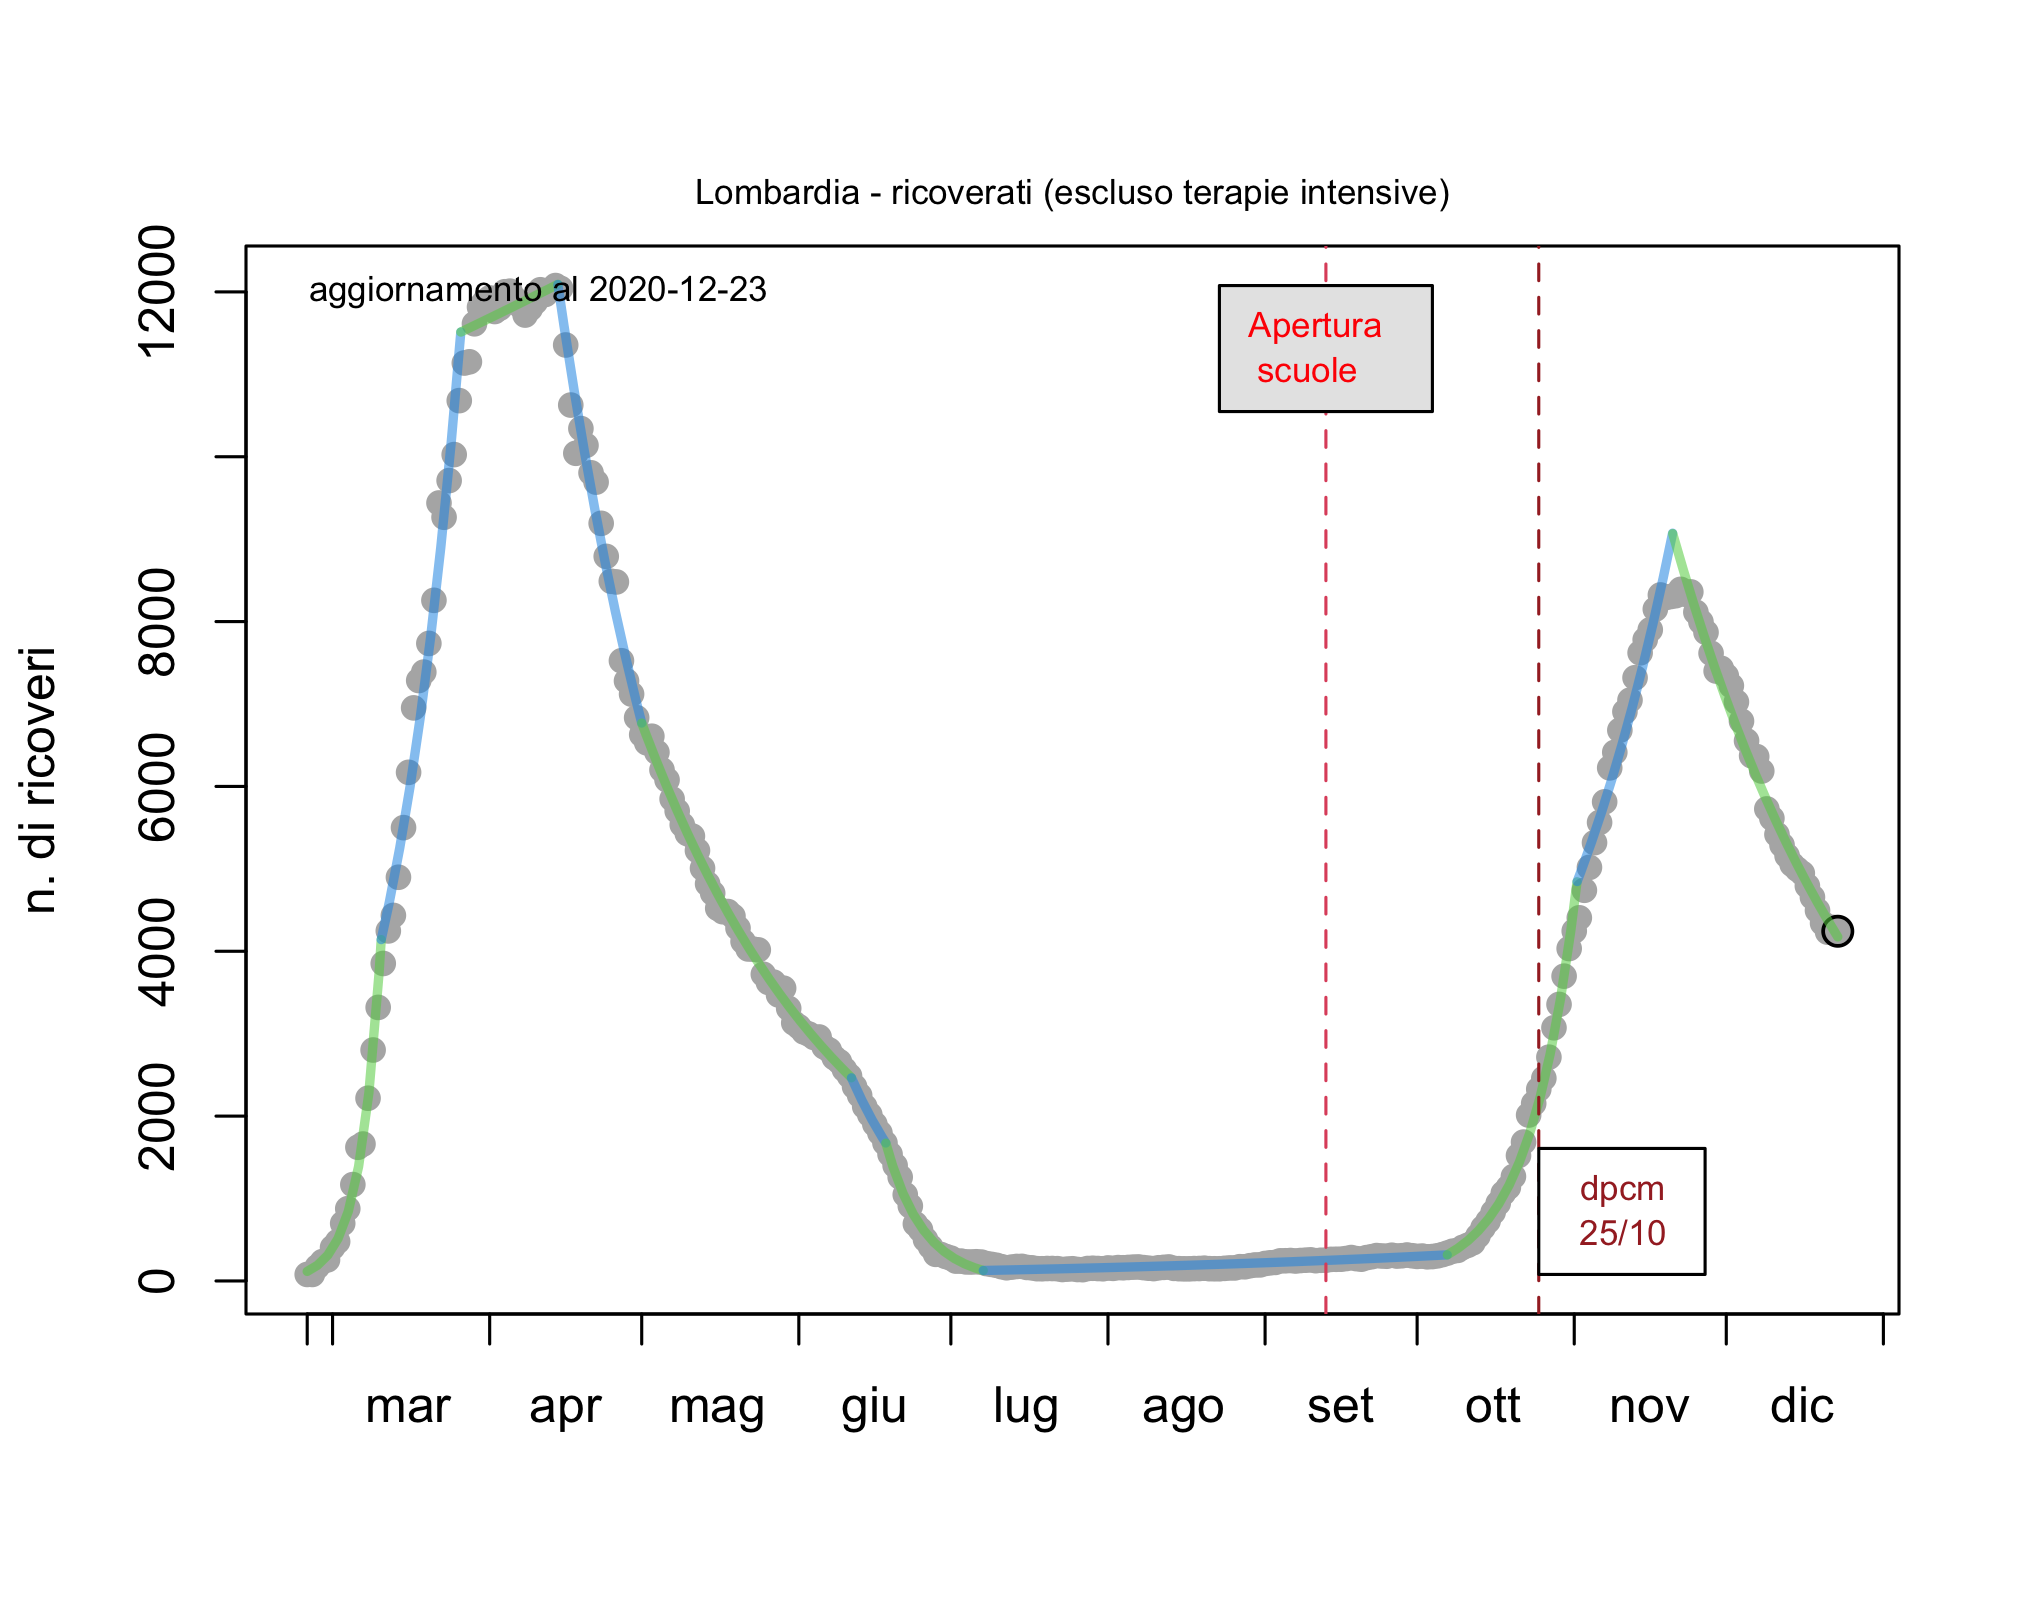 Lombardia - ricoverati (escluso terapie intensive)
aggiornamento al 2020-12-23
Apertura
scuole
dpcm
25/10
n. di ricoveri
12000
8000
6000
4000
2000
0
mar apr mag giu lug ago set ott nov dic